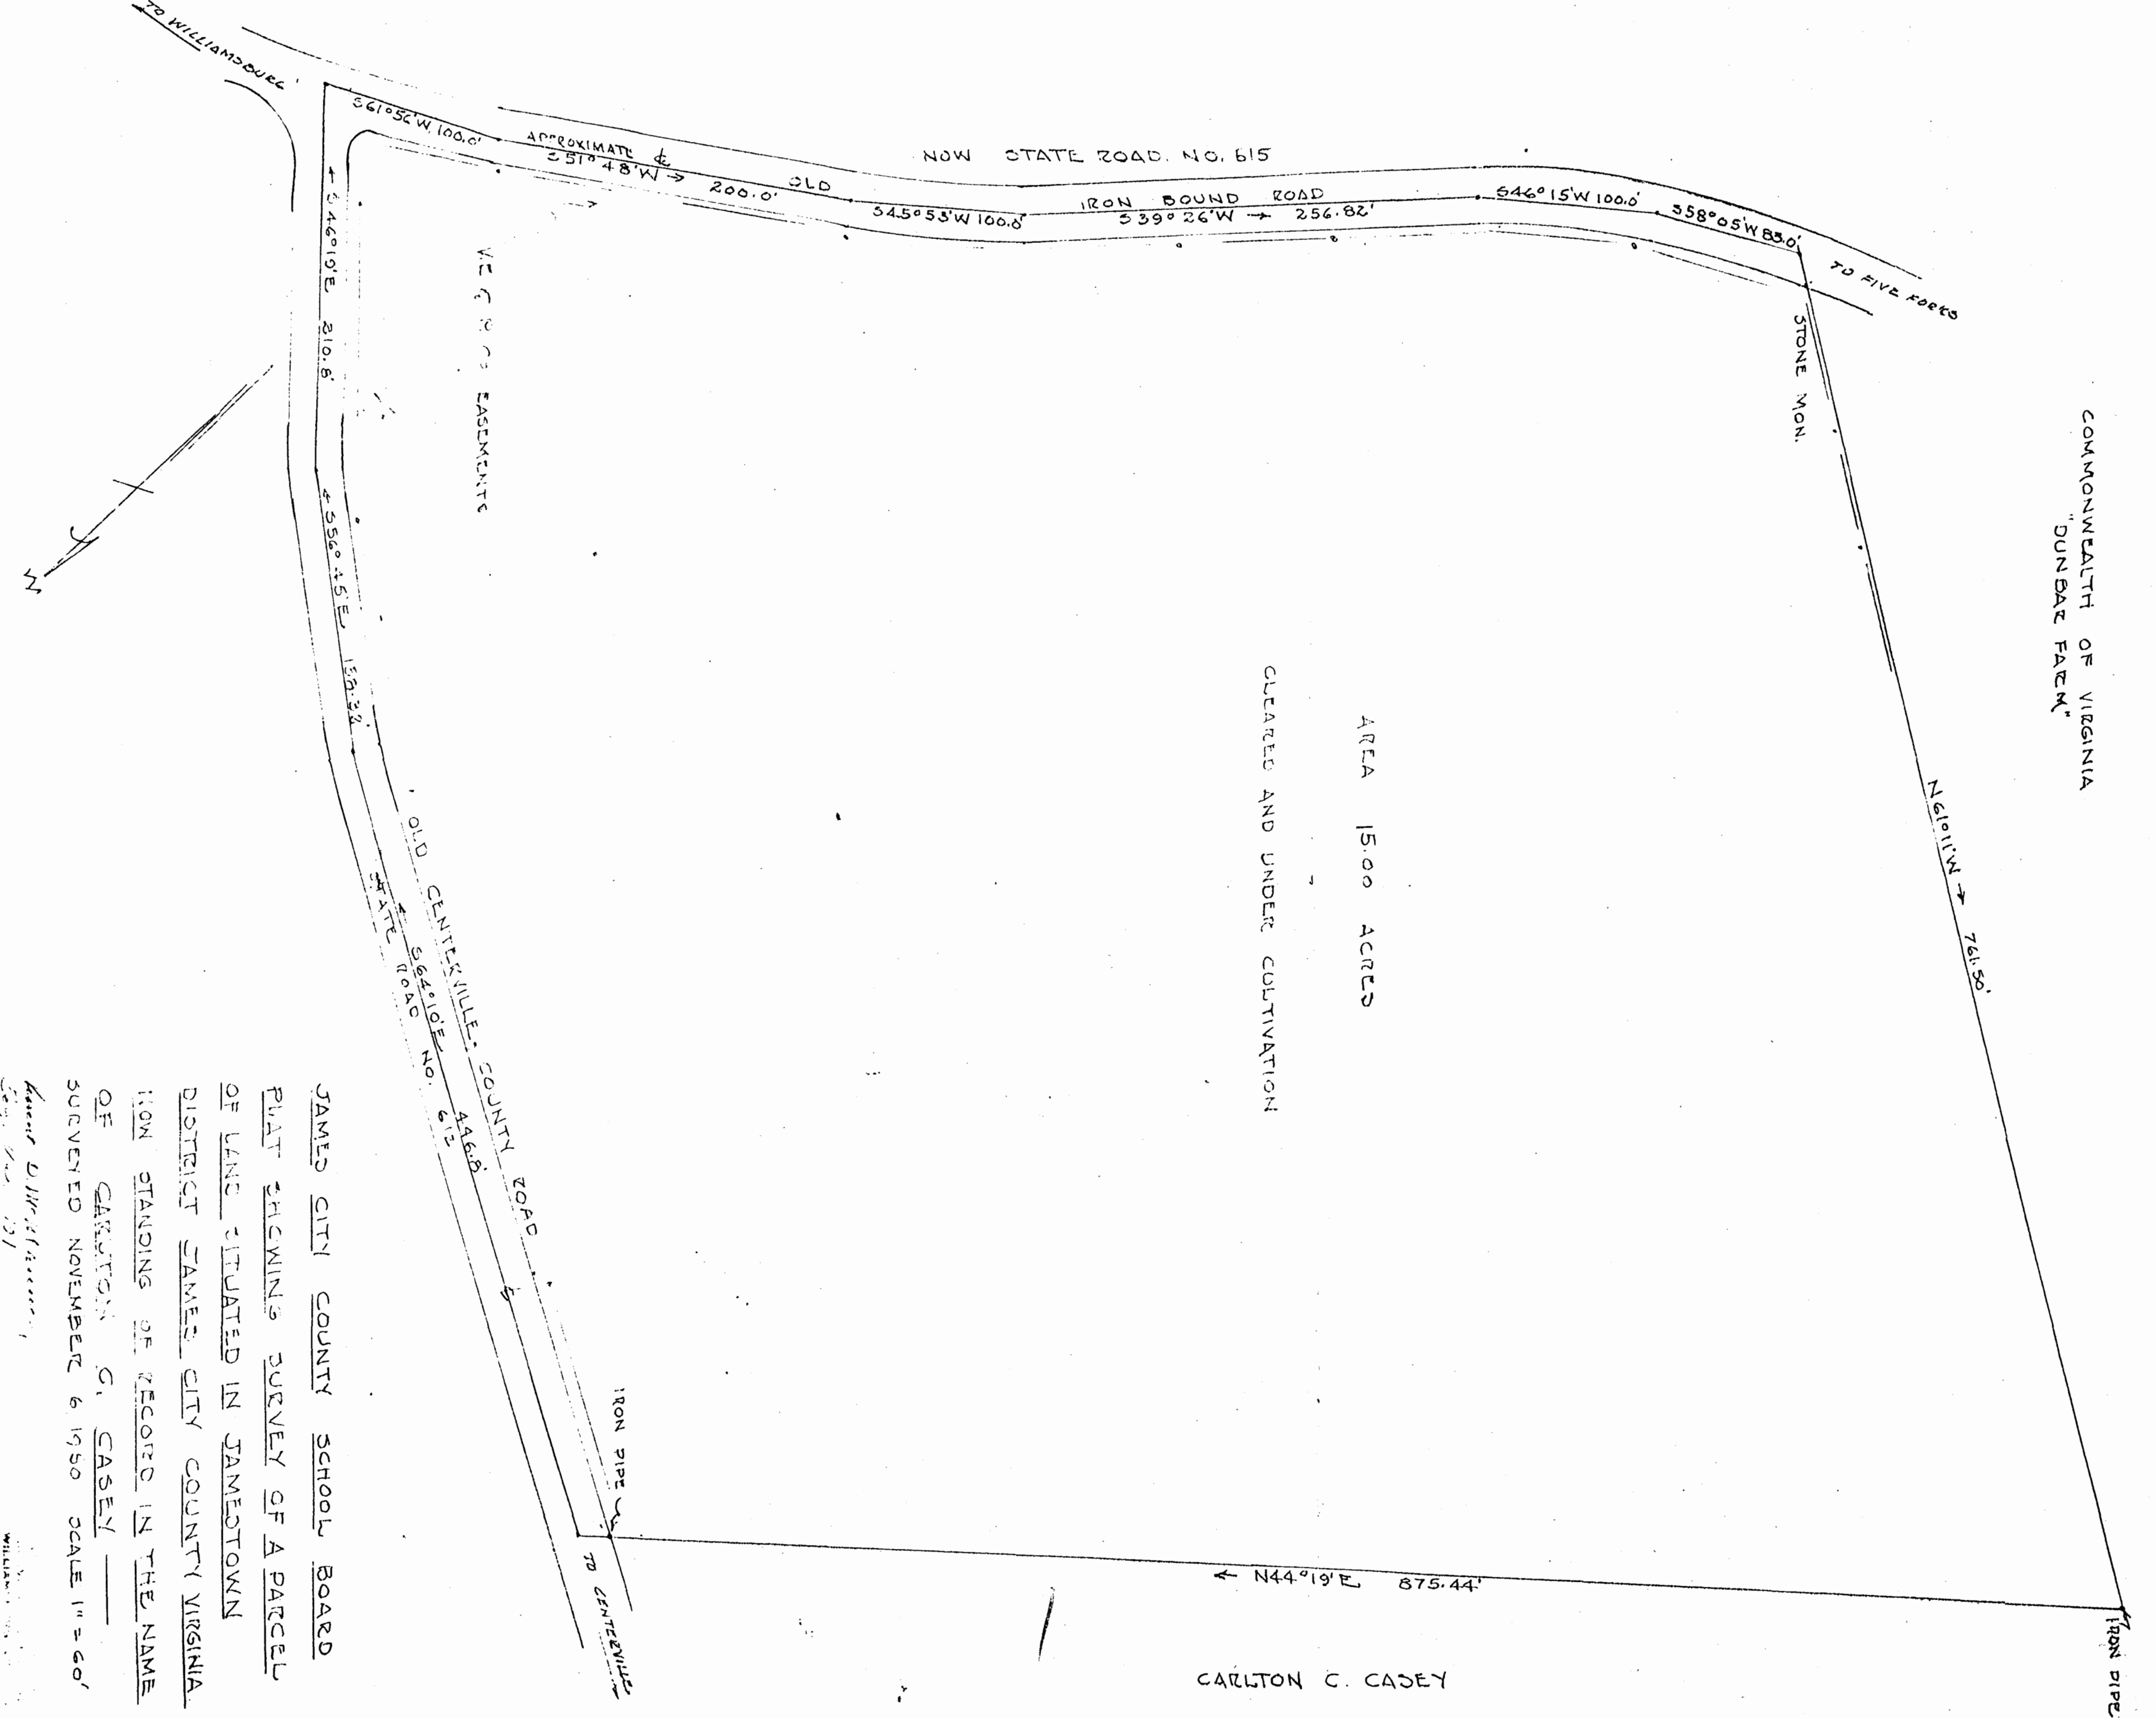 TO WILLIAMSBURG
S61°56'W 100.0'
APPROXIMATE ℄
S51°48'W → 200.0'
OLD
NOW STATE ROAD. NO. 615
S45°53'W 100.0'
IRON BOUND ROAD
S39°26'W → 256.82'
S46°15'W 100.0'
S58°05'W 83.0'
TO FIVE FORKS
STONE MON.
COMMONWEALTH OF VIRGINIA
"DUNBAR FARM"
N61°11'W → 761.50'
← S46°19'E 210.8'
EASEMENTS
← S56°45'E
AREA 15.00 ACRES
CLEARED AND UNDER CULTIVATION
OLD CENTERVILLE COUNTY ROAD
← S64°10'E 446.8'
STATE ROAD NO. 612
IRON PIPE
TO CENTERVILLE
← N44°19'E 875.44'
IRON PIPE
CARLTON C. CASEY
JAMES CITY COUNTY SCHOOL BOARD
PLAT SHOWING SURVEY OF A PARCEL
OF LAND SITUATED IN JAMESTOWN
DISTRICT JAMES CITY COUNTY VIRGINIA
NOW STANDING OF RECORD IN THE NAME
OF CARLTON C. CASEY
SURVEYED NOVEMBER 6 1950 SCALE 1" = 60'